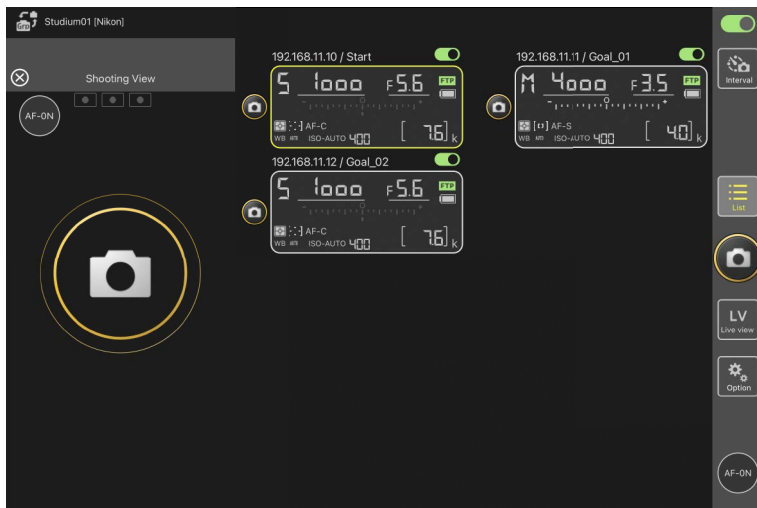 Grp Studium01 [Nikon]
Shooting View
AF-ON
192.168.11.10 / Start
S 1000 F5.6 FTP
AF-C
WB ISO-AUTO 400 [ 7.6] k
192.168.11.11 / Goal_01
M 4000 F3.5 FTP
AF-S
WB ISO-AUTO 400 [ 4.0] k
192.168.11.12 / Goal_02
S 1000 F5.6 FTP
AF-C
WB ISO-AUTO 400 [ 7.6] k
Interval
List
LV
Live view
Option
AF-ON